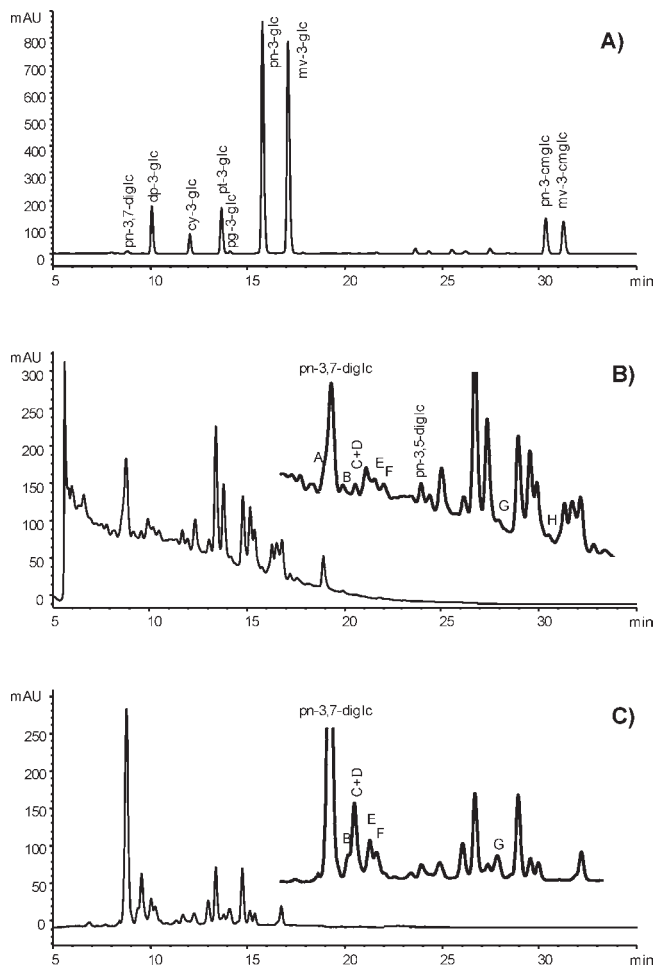 mAU
A)
800
700
600
500
400
300
200
100
0
pn-3,7-diglc
dp-3-glc
cy-3-glc
pt-3-glc
pg-3-glc
pn-3-glc
mv-3-glc
pn-3-cmglc
mv-3-cmglc
5
10
15
20
25
30
min
mAU
B)
300
250
200
150
100
50
0
pn-3,7-diglc
A
B
C+D
E
F
pn-3,5-diglc
G
H
5
10
15
20
25
30
min
mAU
C)
250
200
150
100
50
0
pn-3,7-diglc
B
C+D
E
F
G
5
10
15
20
25
30
min